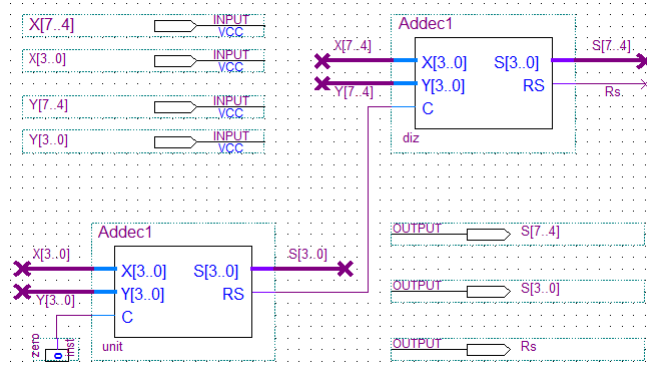 X[7..4] INPUT
VCC
X[3..0] INPUT
VCC
Y[7..4] INPUT
VCC
Y[3..0] INPUT
VCC
Addec1
X[7..4]
Y[7..4]
X[3..0] S[3..0]
Y[3..0] RS
C
S[7..4]
Rs
diz
Addec1
X[3..0]
Y[3..0]
X[3..0] S[3..0]
Y[3..0] RS
C
S[3..0]
unit
zero
0
inst
OUTPUT S[7..4]
OUTPUT S[3..0]
OUTPUT Rs